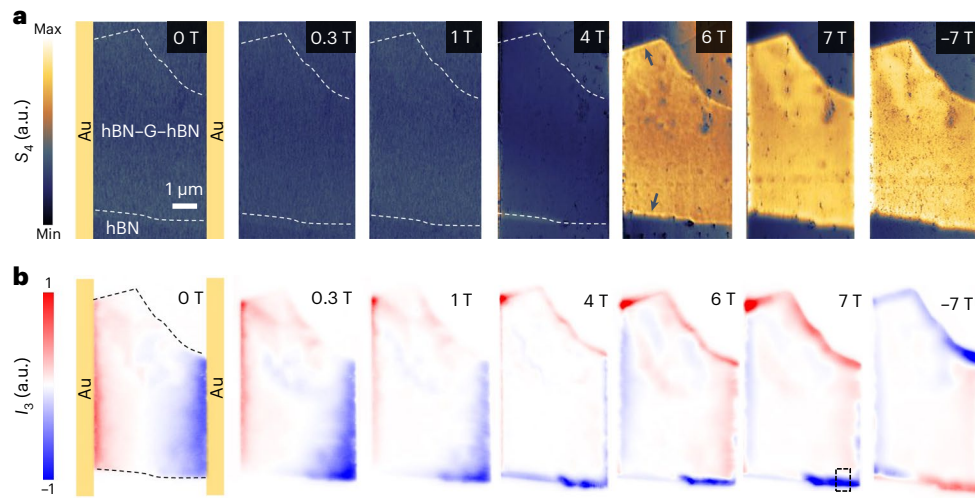 a
Max
S4 (a.u.)
Min
Au
hBN–G–hBN
1 μm
hBN
Au
0 T
0.3 T
1 T
4 T
6 T
7 T
–7 T
b
1
I3 (a.u.)
–1
Au
Au
0 T
0.3 T
1 T
4 T
6 T
7 T
–7 T